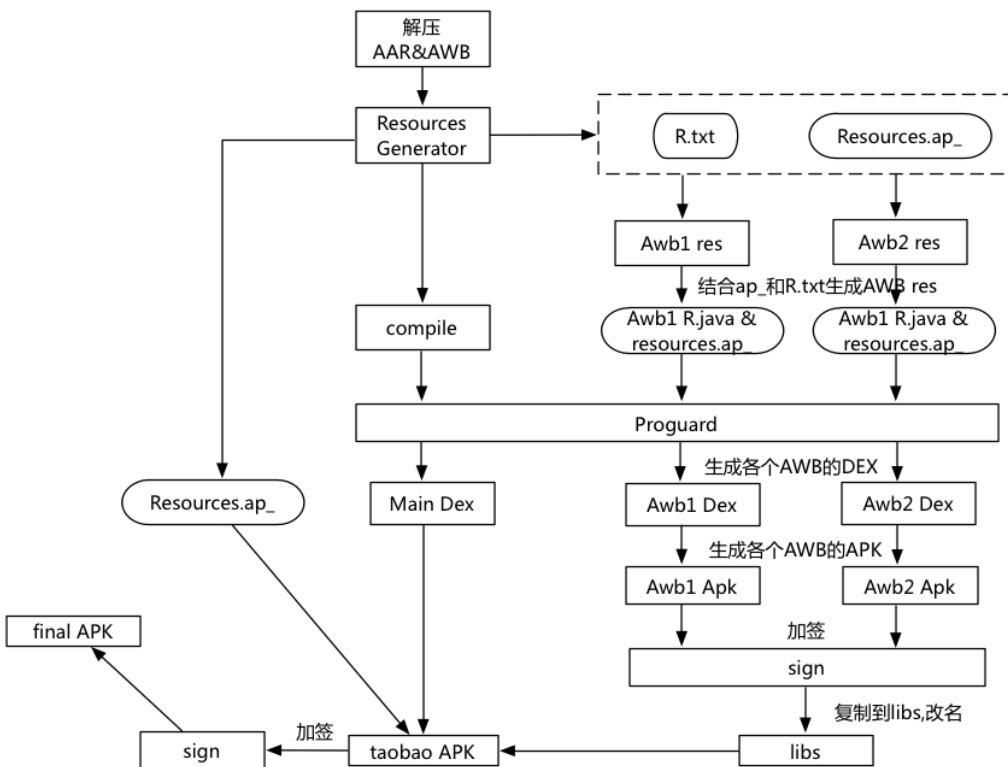 解压
AAR&AWB
Resources
Generator
R.txt
Resources.ap_
Awb1 res
Awb2 res
结合ap_和R.txt生成AWB res
compile
Awb1 R.java &
resources.ap_
Awb1 R.java &
resources.ap_
Proguard
生成各个AWB的DEX
Resources.ap_
Main Dex
Awb1 Dex
Awb2 Dex
生成各个AWB的APK
Awb1 Apk
Awb2 Apk
final APK
加签
sign
复制到libs,改名
加签
sign
taobao APK
libs